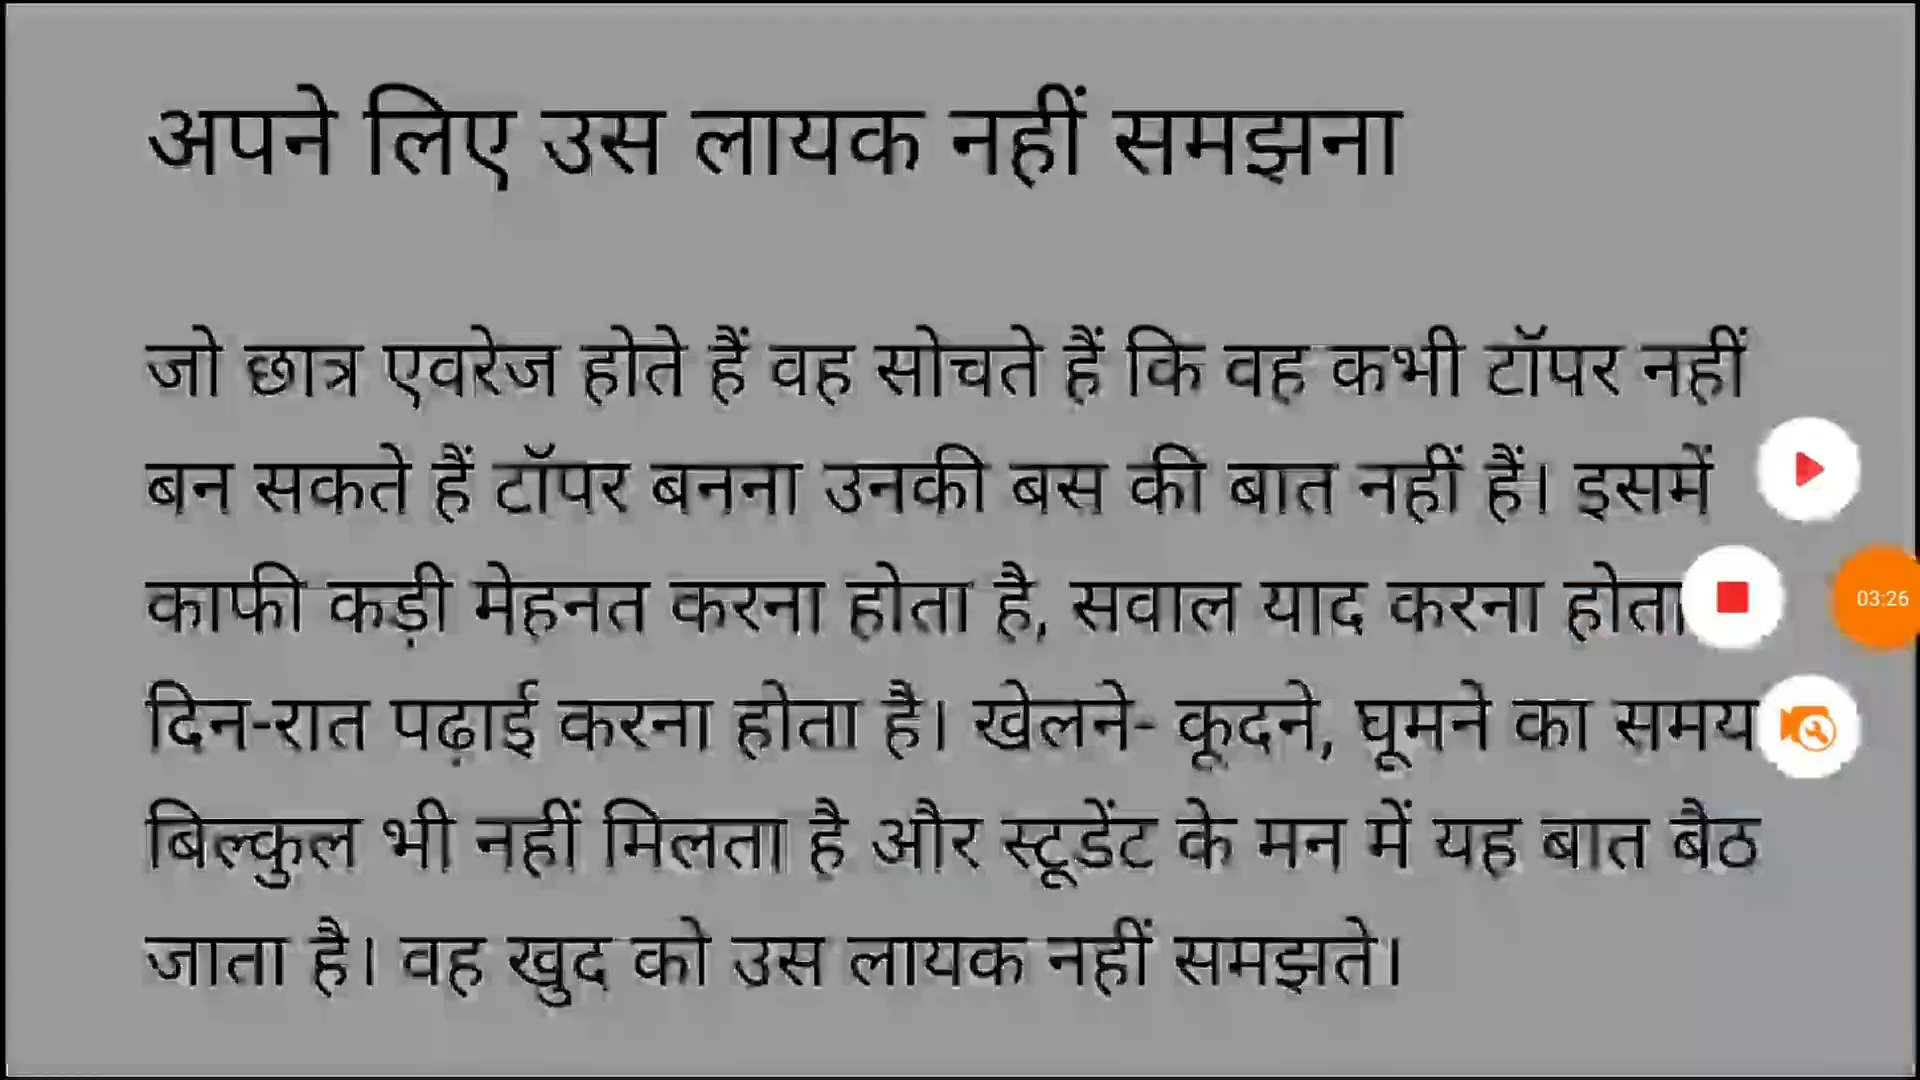 अपने लिए उस लायक नहीं समझना
जो छात्र एवरेज होते हैं वह सोचते हैं कि वह कभी टॉपर नहीं
बन सकते हैं टॉपर बनना उनकी बस की बात नहीं हैं। इसमें
काफी कड़ी मेहनत करना होता है, सवाल याद करना होता
03:26
दिन-रात पढ़ाई करना होता है। खेलने- कूदने, घूमने का समय
बिल्कुल भी नहीं मिलता है और स्टूडेंट के मन में यह बात बैठ
जाता है। वह खुद को उस लायक नहीं समझते।